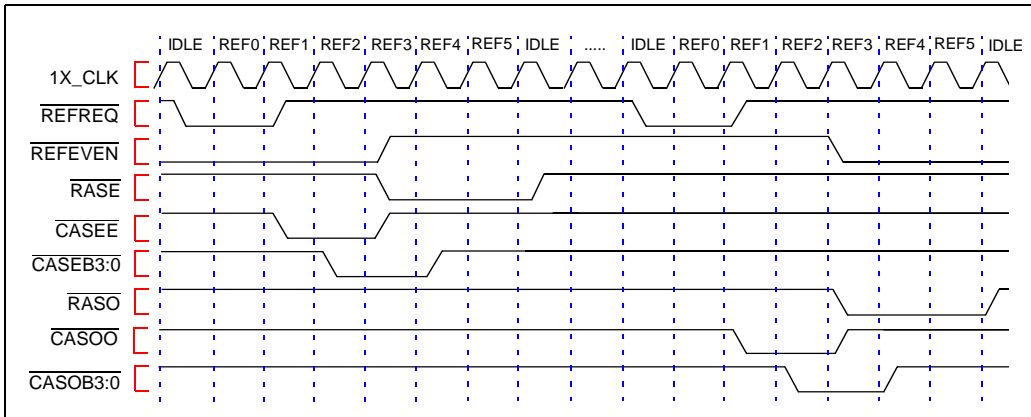 IDLE REF0 REF1 REF2 REF3 REF4 REF5 IDLE ..... IDLE REF0 REF1 REF2 REF3 REF4 REF5 IDLE
1X_CLK
REFREQ
REFEVEN
RASE
CASEE
CASEB3:0
RASO
CASOO
CASOB3:0